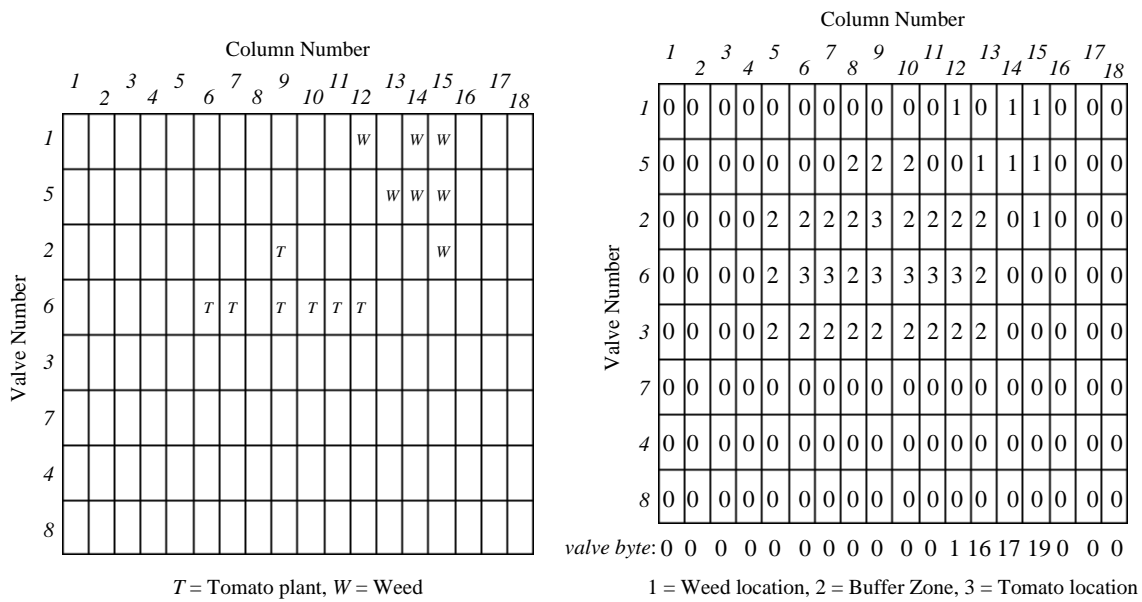 Column Number
1 2 3 4 5 6 7 8 9 10 11 12 13 14 15 16 17 18
Valve Number
1 W W W
5 W W W
2 T W
6 T T T T T T
3
7
4
8
T = Tomato plant, W = Weed
Column Number
1 2 3 4 5 6 7 8 9 10 11 12 13 14 15 16 17 18
Valve Number
1 0 0 0 0 0 0 0 0 0 0 0 1 0 1 1 0 0 0
5 0 0 0 0 0 0 0 2 2 2 0 0 1 1 1 0 0 0
2 0 0 0 0 2 2 2 2 3 2 2 2 2 0 1 0 0 0
6 0 0 0 0 2 3 3 2 3 3 3 3 2 0 0 0 0 0
3 0 0 0 0 2 2 2 2 2 2 2 2 2 0 0 0 0 0
7 0 0 0 0 0 0 0 0 0 0 0 0 0 0 0 0 0 0
4 0 0 0 0 0 0 0 0 0 0 0 0 0 0 0 0 0 0
8 0 0 0 0 0 0 0 0 0 0 0 0 0 0 0 0 0 0
valve byte: 0 0 0 0 0 0 0 0 0 0 0 1 16 17 19 0 0 0
1 = Weed location, 2 = Buffer Zone, 3 = Tomato location